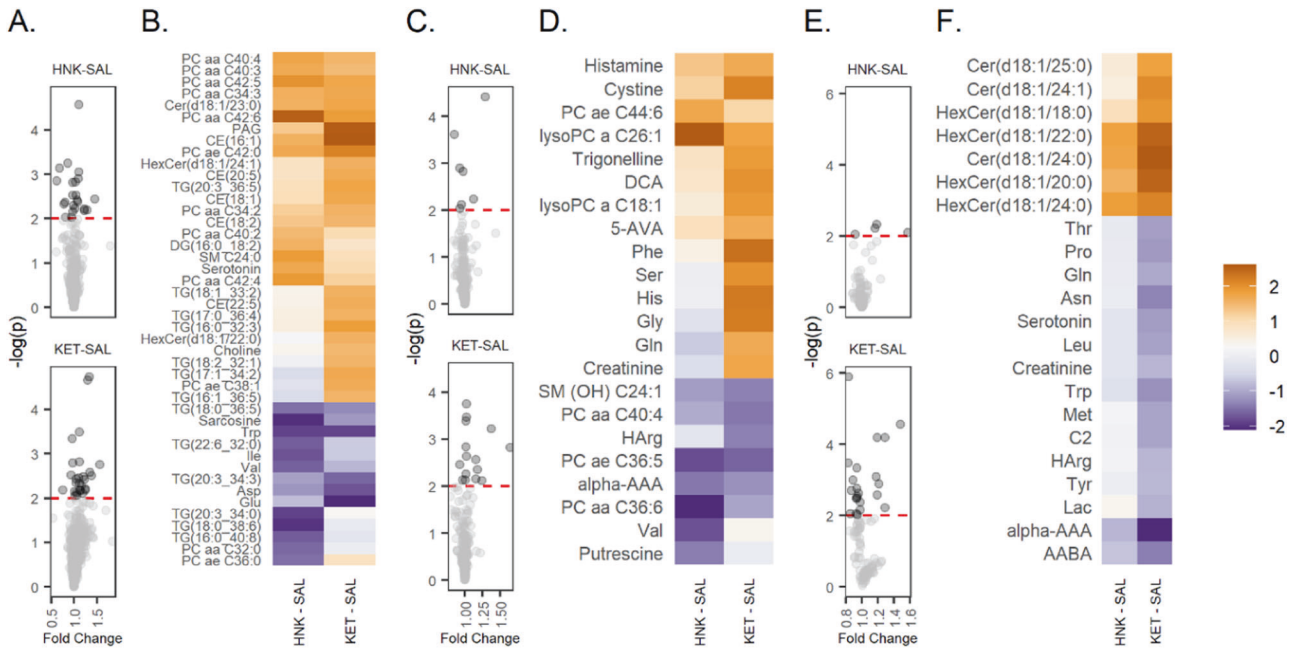 A.
B.
C.
D.
E.
F.
HNK-SAL
4
3
2
1
0
KET-SAL
4
3
2
1
0
0.5
1.0
1.5
Fold Change
-log(p)
PC aa C40:4
PC aa C40:3
PC aa C42:5
PC aa C34:3
Cer(d18:1/23:0)
PC aa C42:6
PAG
CE(16:1)
PC ae C42:0
HexCer(d18:1/24:1)
CE(20:5)
TG(20:3_36:5)
CE(18:1)
PC aa C34:2
CE(18:2)
PC aa C40:2
DG(16:0_18:2)
SM C24:0
Serotonin
PC aa C42:4
TG(18:1_33:2)
CE(22:5)
TG(17:0_36:4)
TG(16:0_32:3)
HexCer(d18:1/22:0)
Choline
TG(18:2_32:1)
TG(17:1_34:2)
PC ae C38:1
TG(16:1_36:5)
TG(18:0_36:5)
Sarcosine
Trp
TG(22:6_32:0)
Ile
Val
TG(20:3_34:3)
Asp
Glu
TG(20:3_34:0)
TG(18:0_38:6)
TG(16:0_40:8)
PC aa C32:0
PC ae C36:0
HNK - SAL
KET - SAL
HNK-SAL
4
3
2
1
0
KET-SAL
4
3
2
1
0
1.00
1.25
1.50
Fold Change
-log(p)
Histamine
Cystine
PC ae C44:6
lysoPC a C26:1
Trigonelline
DCA
lysoPC a C18:1
5-AVA
Phe
Ser
His
Gly
Gln
Creatinine
SM (OH) C24:1
PC aa C40:4
HArg
PC ae C36:5
alpha-AAA
PC aa C36:6
Val
Putrescine
HNK - SAL
KET - SAL
HNK-SAL
6
4
2
0
KET-SAL
6
4
2
0
0.8
1.0
1.2
1.4
1.6
Fold Change
-log(p)
Cer(d18:1/25:0)
Cer(d18:1/24:1)
HexCer(d18:1/18:0)
HexCer(d18:1/22:0)
Cer(d18:1/24:0)
HexCer(d18:1/20:0)
HexCer(d18:1/24:0)
Thr
Pro
Gln
Asn
Serotonin
Leu
Creatinine
Trp
Met
C2
HArg
Tyr
Lac
alpha-AAA
AABA
HNK - SAL
KET - SAL
2
1
0
-1
-2